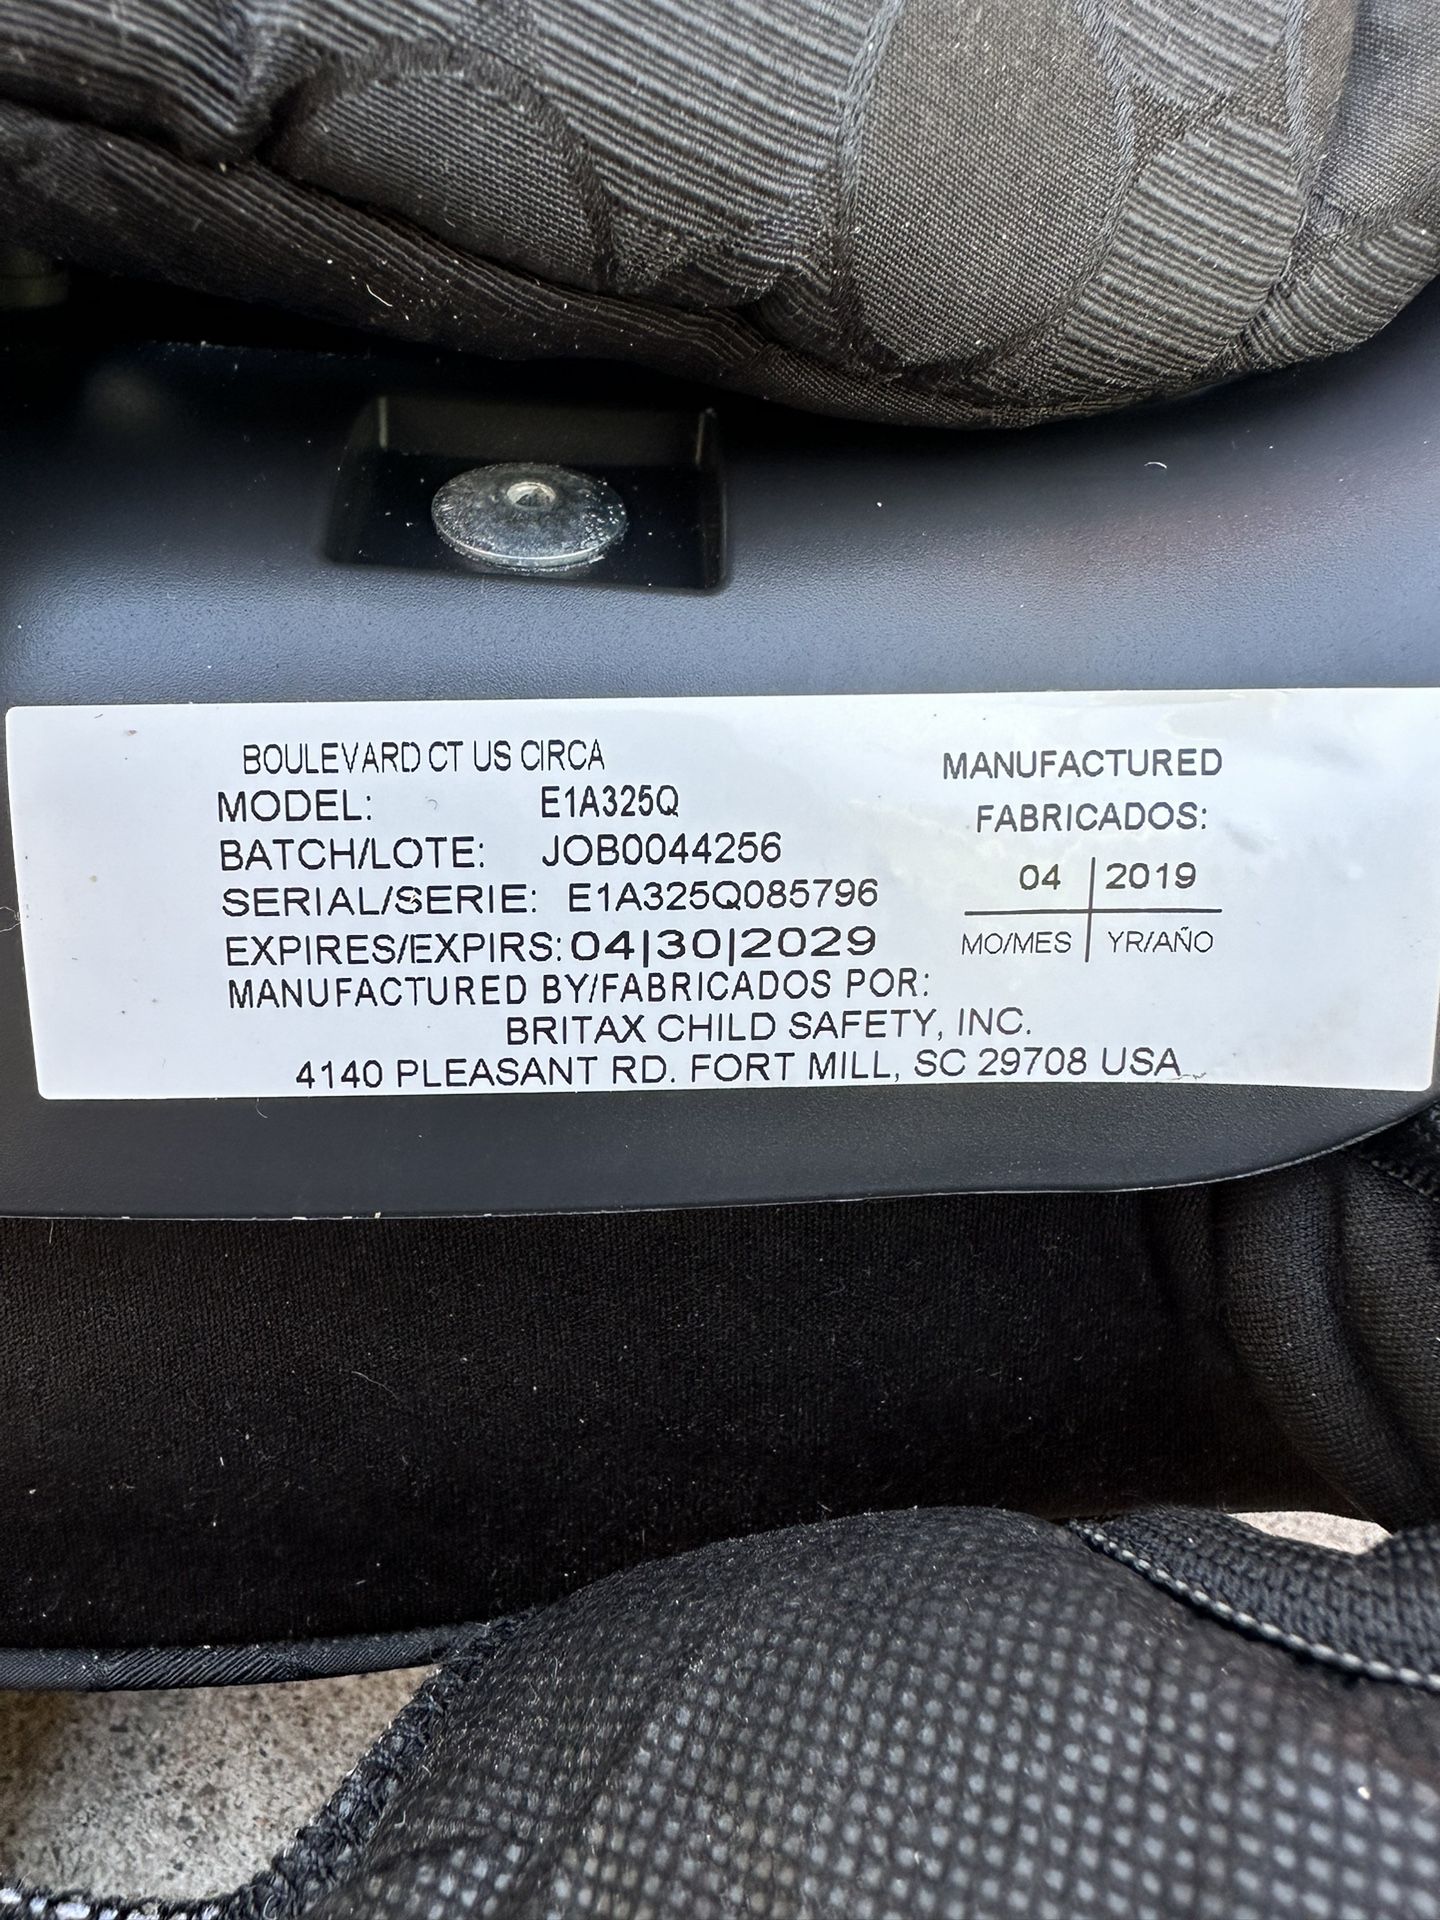 BOULEVARD CT US CIRCA
MODEL: E1A325Q
BATCH/LOTE: JOB0044256
SERIAL/SERIE: E1A325Q085796
EXPIRES/EXPIRS: 04|30|2029
MANUFACTURED BY/FABRICADOS POR:
BRITAX CHILD SAFETY, INC.
4140 PLEASANT RD. FORT MILL, SC 29708 USA
MANUFACTURED
FABRICADOS:
04 | 2019
MO/MES | YR/AÑO